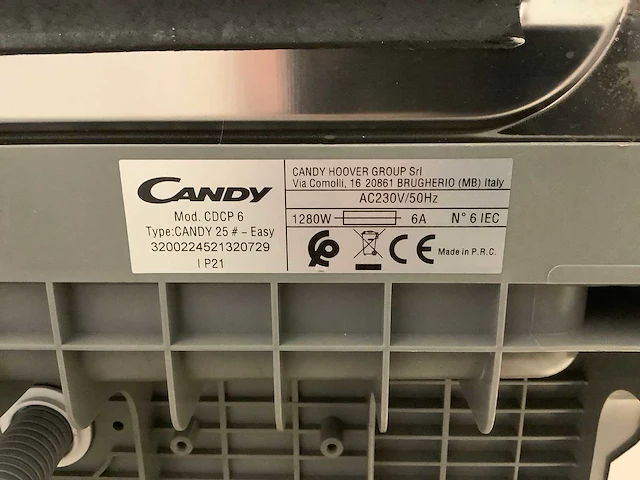 CANDY
Mod. CDCP 6
Type:CANDY 25 # - Easy
3200224521320729
I P21
CANDY HOOVER GROUP Srl
Via Comolli, 16 20861 BRUGHERIO (MB) Italy
AC230V/50Hz
1280W 6A N° 6 IEC
CE Made in P.R.C.